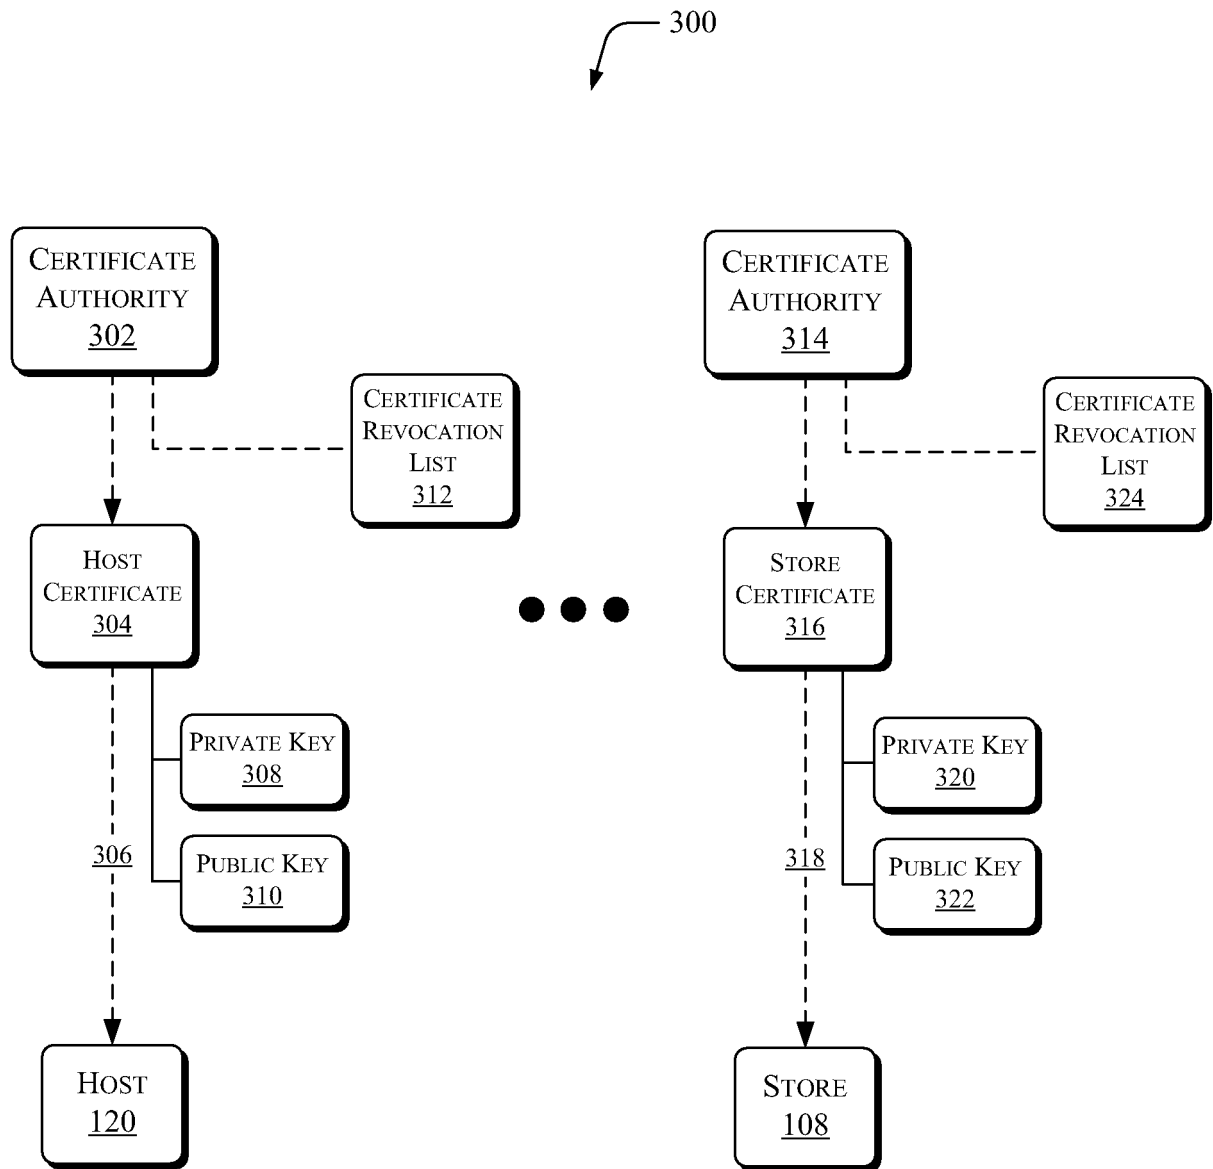 300
CERTIFICATE
AUTHORITY
302
CERTIFICATE
REVOCATION
LIST
312
HOST
CERTIFICATE
304
PRIVATE KEY
308
306
PUBLIC KEY
310
HOST
120
CERTIFICATE
AUTHORITY
314
CERTIFICATE
REVOCATION
LIST
324
STORE
CERTIFICATE
316
PRIVATE KEY
320
318
PUBLIC KEY
322
STORE
108